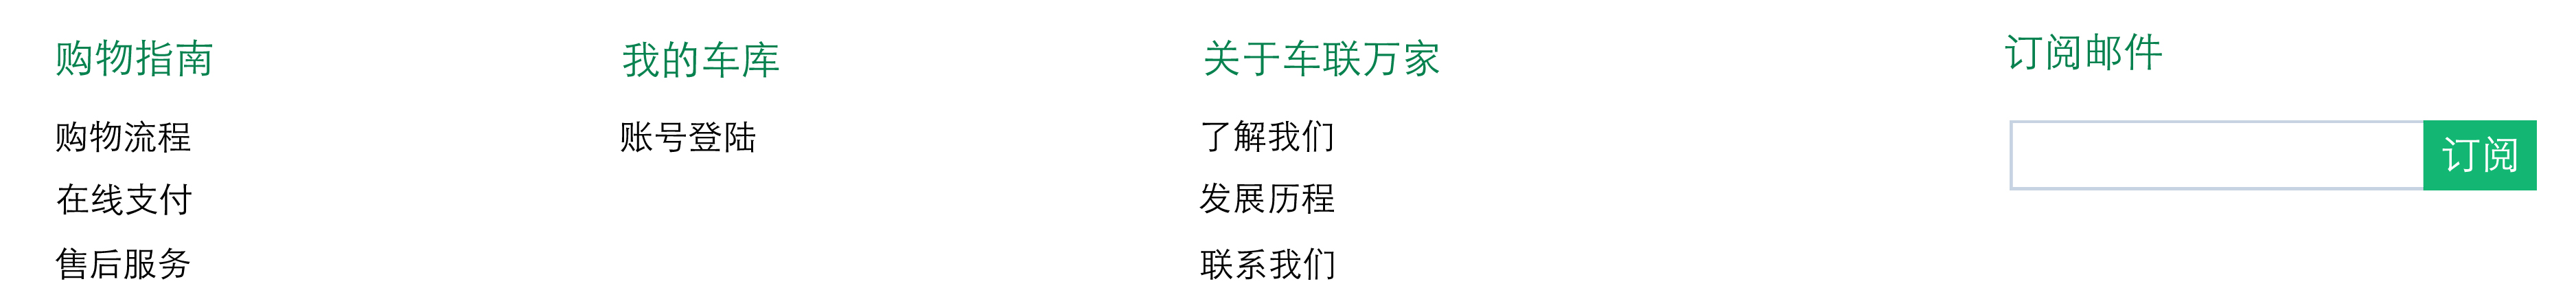 购物指南
购物流程
在线支付
售后服务
我的车库
账号登陆
关于车联万家
了解我们
发展历程
联系我们
订阅邮件
订阅